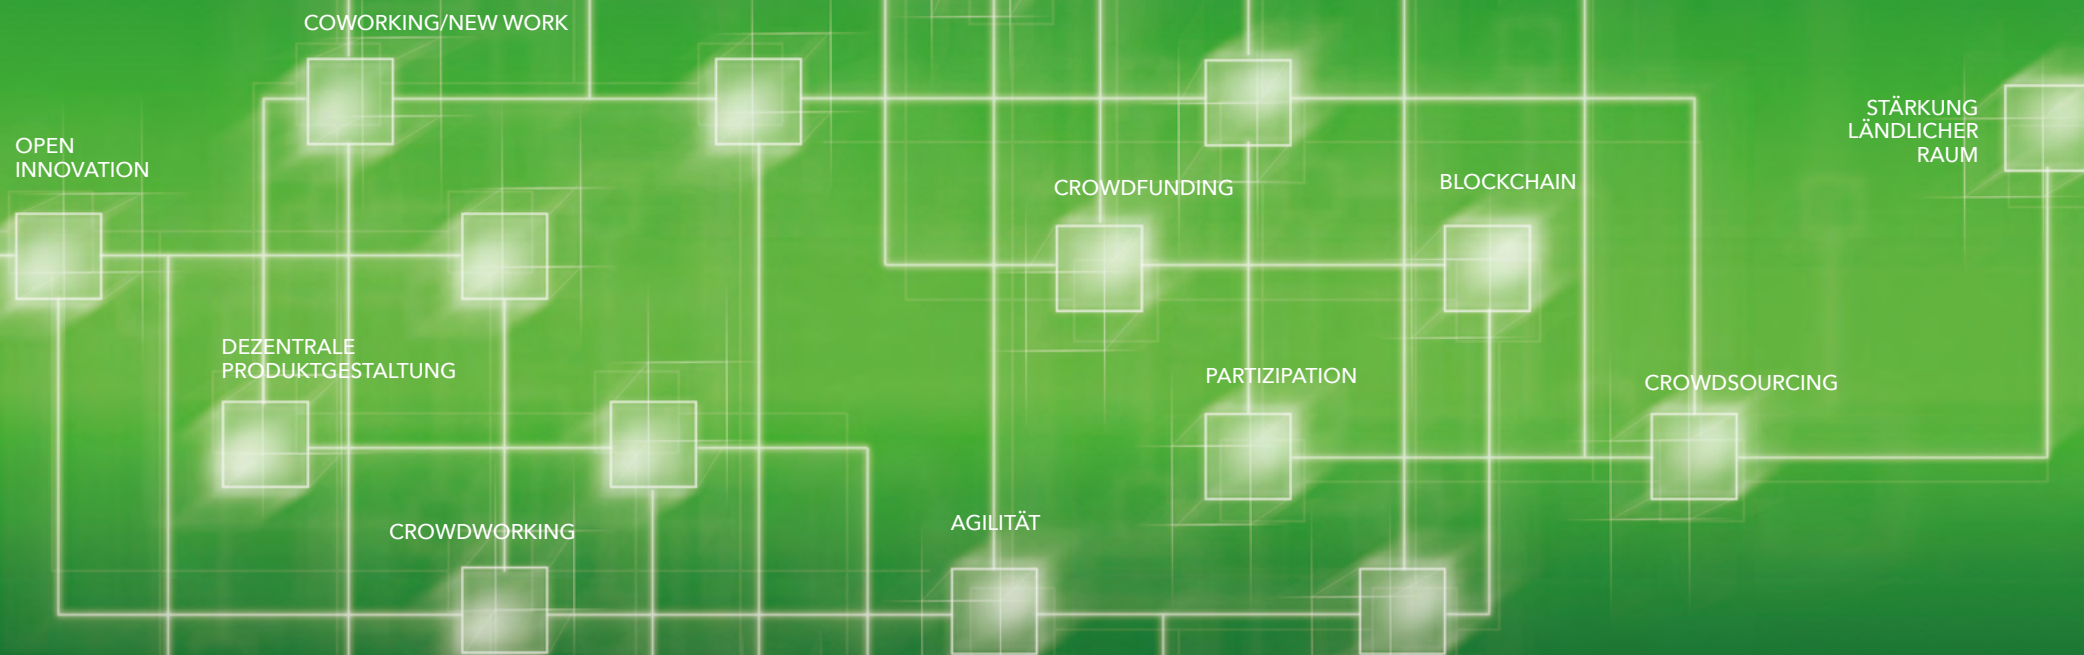 COWORKING/NEW WORK
OPEN
INNOVATION
STÄRKUNG
LÄNDLICHER
RAUM
CROWDFUNDING
BLOCKCHAIN
DEZENTRALE
PRODUKTGESTALTUNG
PARTIZIPATION
CROWDSOURCING
CROWDWORKING
AGILITÄT